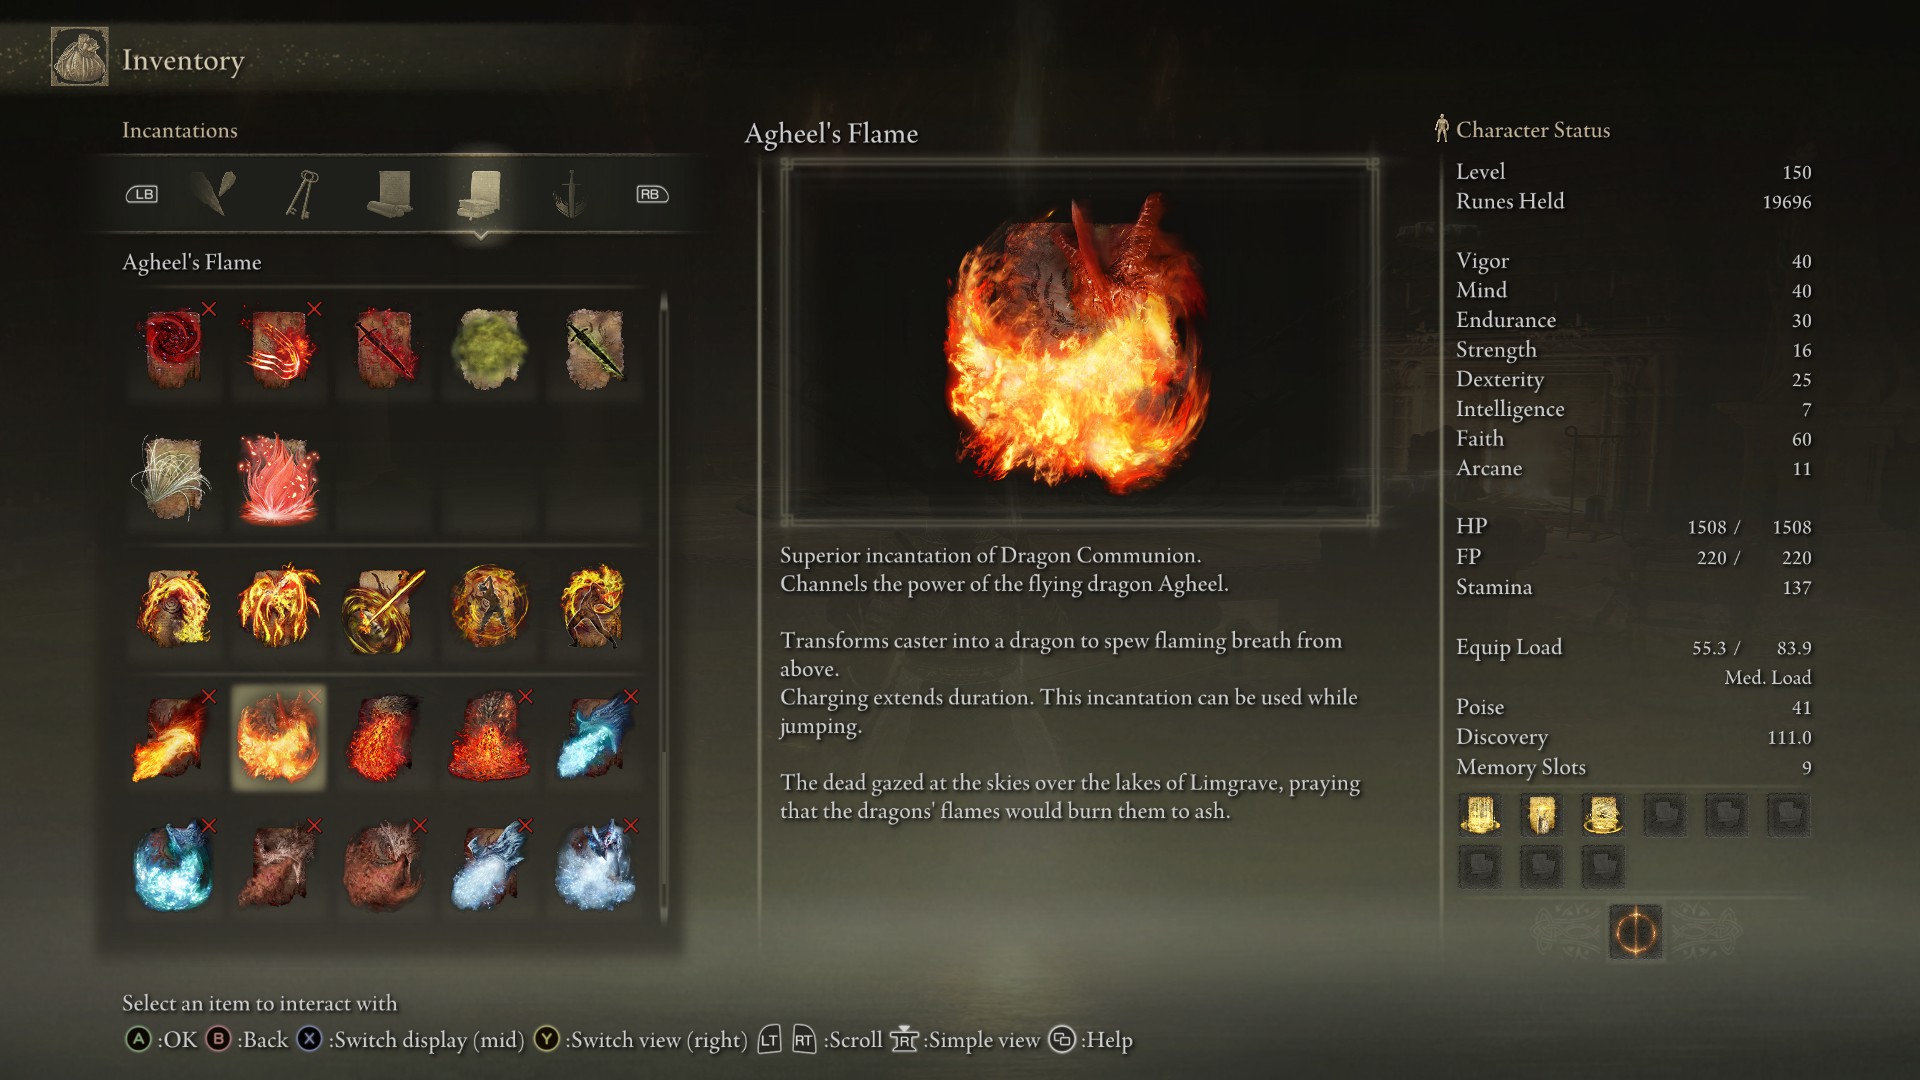 Inventory
Incantations
LB
RB
Agheel's Flame
Agheel's Flame
Superior incantation of Dragon Communion.
Channels the power of the flying dragon Agheel.
Transforms caster into a dragon to spew flaming breath from
above.
Charging extends duration. This incantation can be used while
jumping.
The dead gazed at the skies over the lakes of Limgrave, praying
that the dragons' flames would burn them to ash.
Character Status
Level 150
Runes Held 19696
Vigor 40
Mind 40
Endurance 30
Strength 16
Dexterity 25
Intelligence 7
Faith 60
Arcane 11
HP 1508 / 1508
FP 220 / 220
Stamina 137
Equip Load 55.3 / 83.9
Med. Load
Poise 41
Discovery 111.0
Memory Slots 9
Select an item to interact with
A :OK B :Back X :Switch display (mid) Y :Switch view (right) LT RT :Scroll R :Simple view :Help